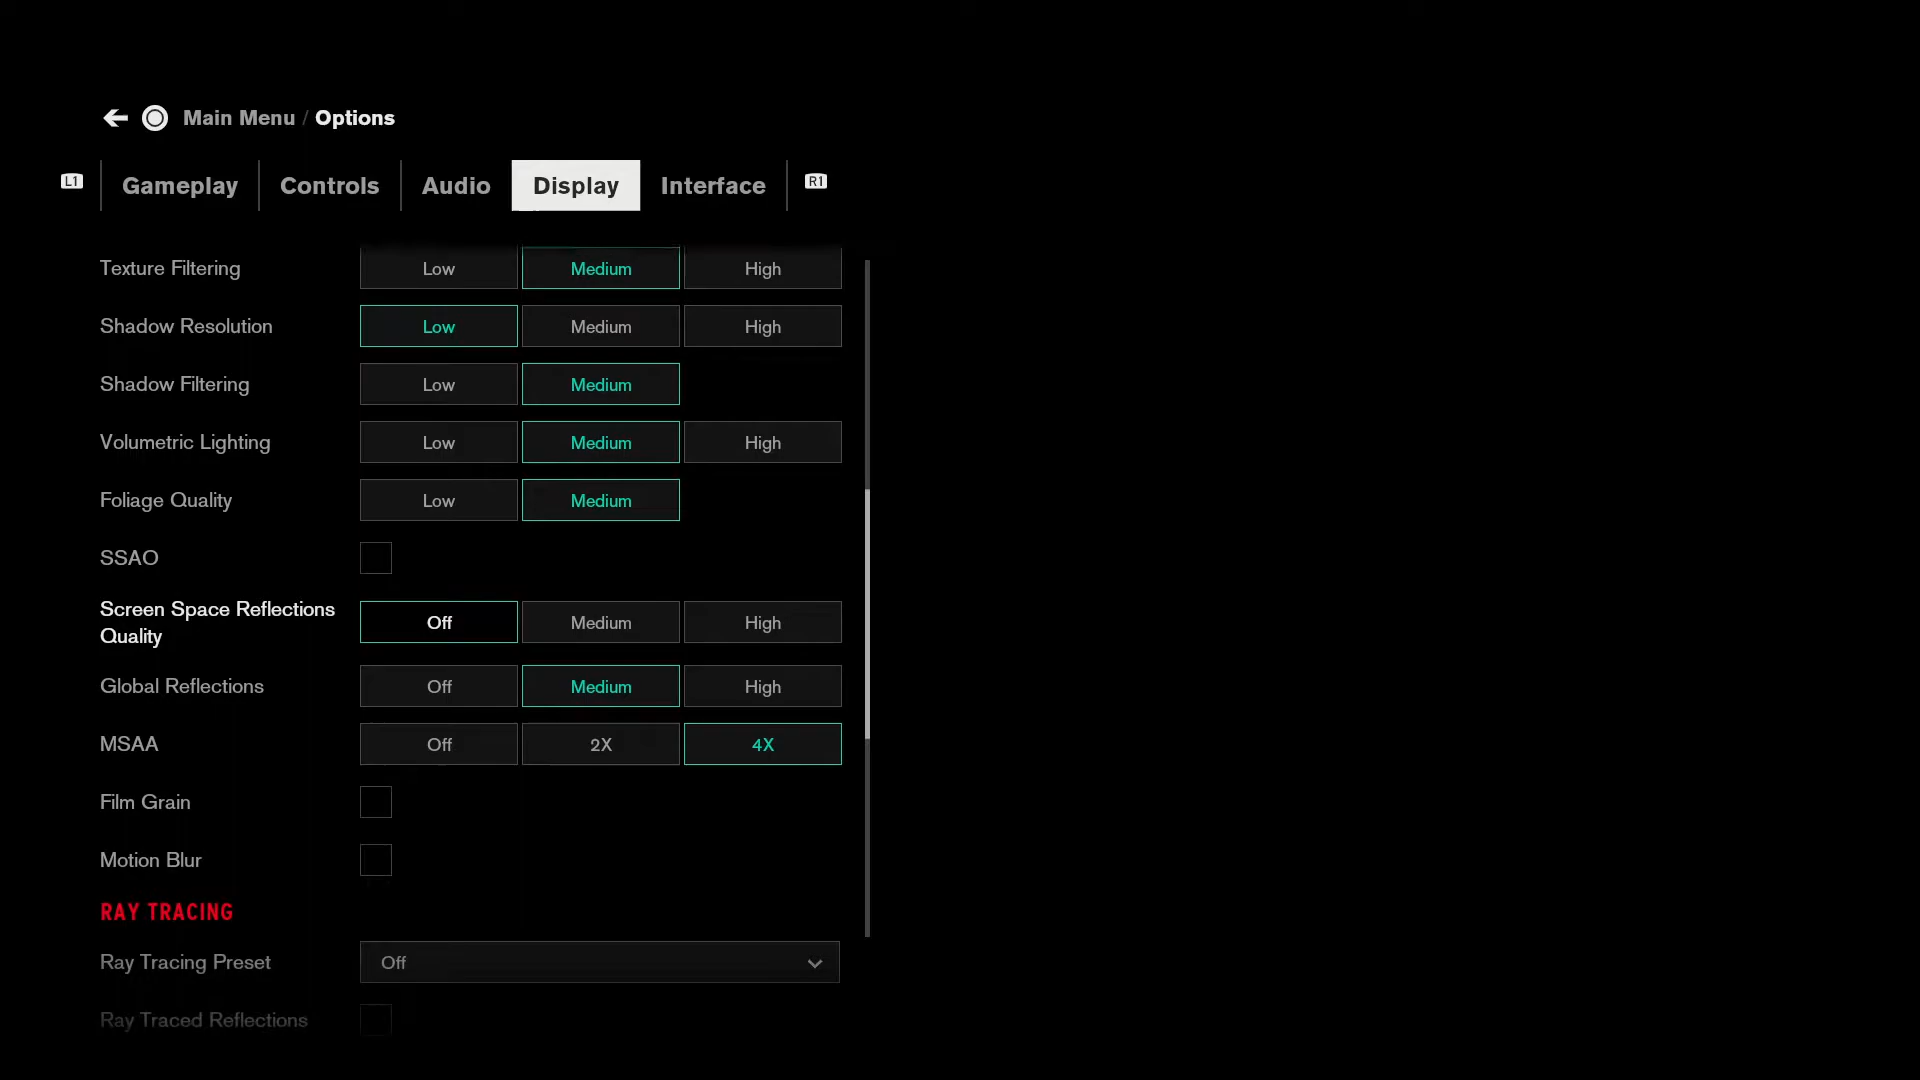 Main Menu / Options
L1 Gameplay Controls Audio Display Interface R1
Texture Filtering Low Medium High
Shadow Resolution Low Medium High
Shadow Filtering Low Medium
Volumetric Lighting Low Medium High
Foliage Quality Low Medium
SSAO
Screen Space Reflections
Quality Off Medium High
Global Reflections Off Medium High
MSAA Off 2X 4X
Film Grain
Motion Blur
RAY TRACING
Ray Tracing Preset Off
Ray Traced Reflections